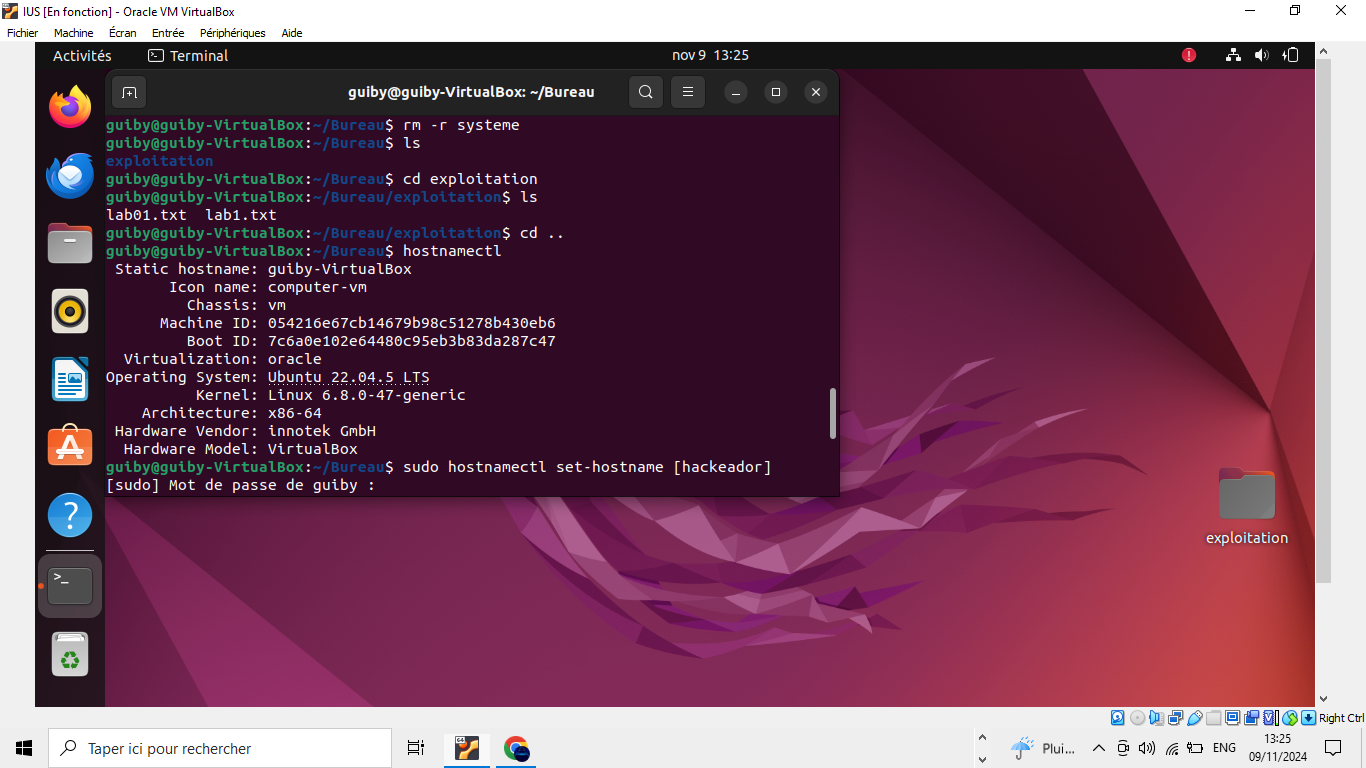 IUS [En fonction] - Oracle VM VirtualBox
Fichier Machine Écran Entrée Périphériques Aide
Activités Terminal nov 9 13:25
guiby@guiby-VirtualBox: ~/Bureau
guiby@guiby-VirtualBox:~/Bureau$ rm -r systeme
guiby@guiby-VirtualBox:~/Bureau$ ls
exploitation
guiby@guiby-VirtualBox:~/Bureau$ cd exploitation
guiby@guiby-VirtualBox:~/Bureau/exploitation$ ls
lab01.txt lab1.txt
guiby@guiby-VirtualBox:~/Bureau/exploitation$ cd ..
guiby@guiby-VirtualBox:~/Bureau$ hostnamectl
Static hostname: guiby-VirtualBox
Icon name: computer-vm
Chassis: vm
Machine ID: 054216e67cb14679b98c51278b430eb6
Boot ID: 7c6a0e102e64480c95eb3b83da287c47
Virtualization: oracle
Operating System: Ubuntu 22.04.5 LTS
Kernel: Linux 6.8.0-47-generic
Architecture: x86-64
Hardware Vendor: innotek GmbH
Hardware Model: VirtualBox
guiby@guiby-VirtualBox:~/Bureau$ sudo hostnamectl set-hostname [hackeador]
[sudo] Mot de passe de guiby :
exploitation
Right Ctrl
Taper ici pour rechercher
Plui...
ENG
13:25
09/11/2024